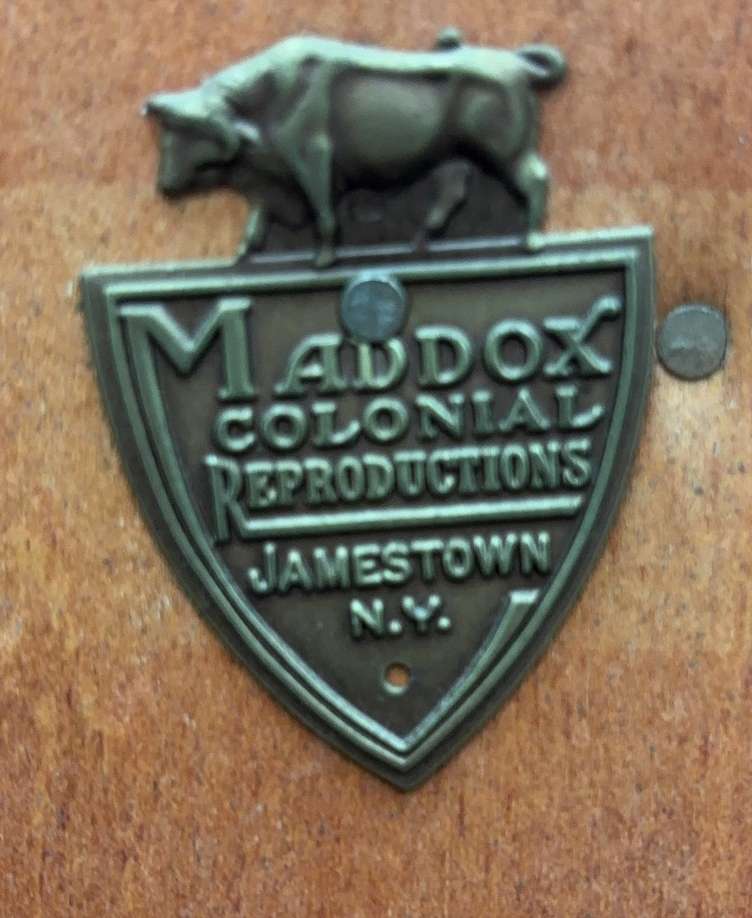 MADDOX
COLONIAL
REPRODUCTIONS
JAMESTOWN
N.Y.